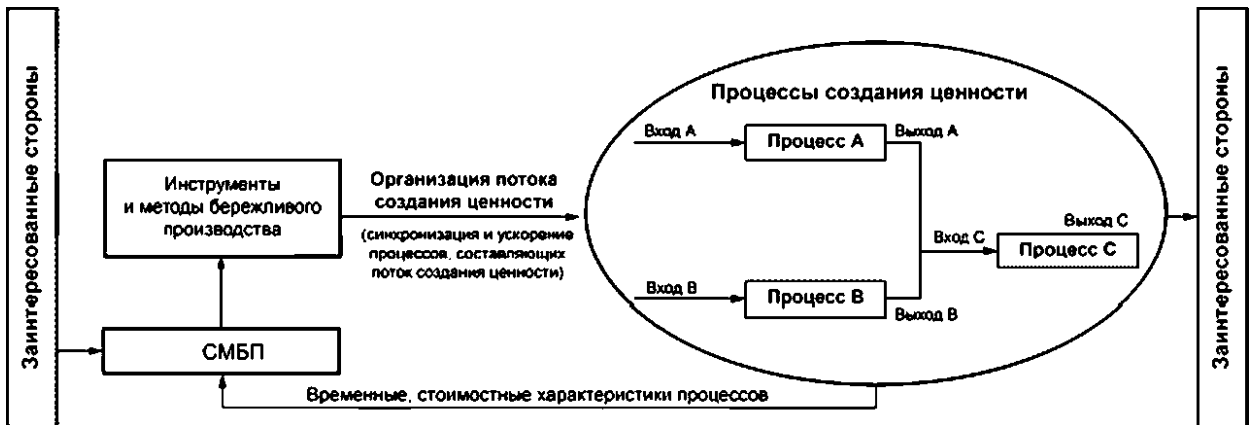 Заинтересованные стороны
Инструменты
и методы бережливого
производства
СМБП
Организация потока
создания ценности
(синхронизация и ускорение
процессов, составляющих
поток создания ценности)
Процессы создания ценности
Вход А
Процесс А
Выход А
Вход В
Процесс В
Выход В
Вход С
Процесс С
Выход С
Временные, стоимостные характеристики процессов
Заинтересованные стороны